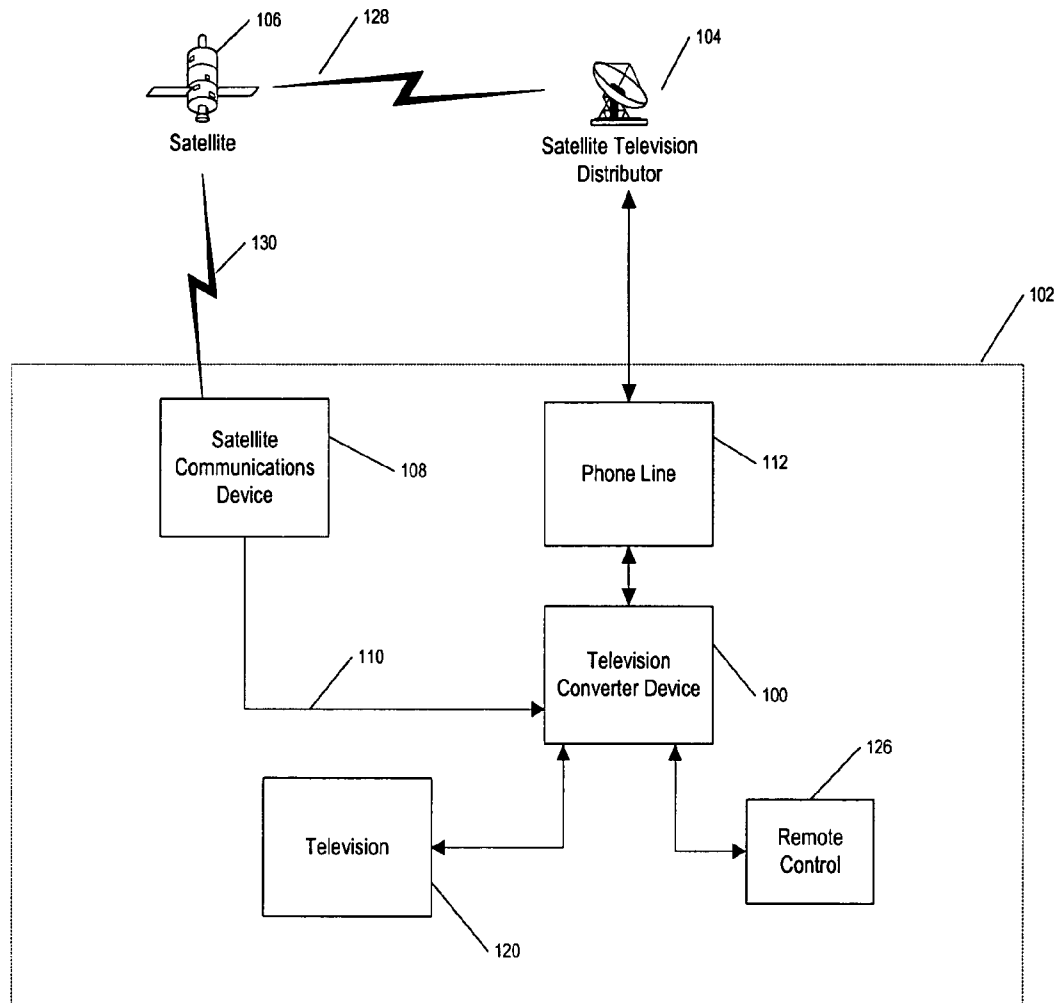 106
128
104
Satellite
Satellite Television
Distributor
130
102
Satellite
Communications
Device
108
Phone Line
112
110
Television
Converter Device
100
126
Television
Remote
Control
120